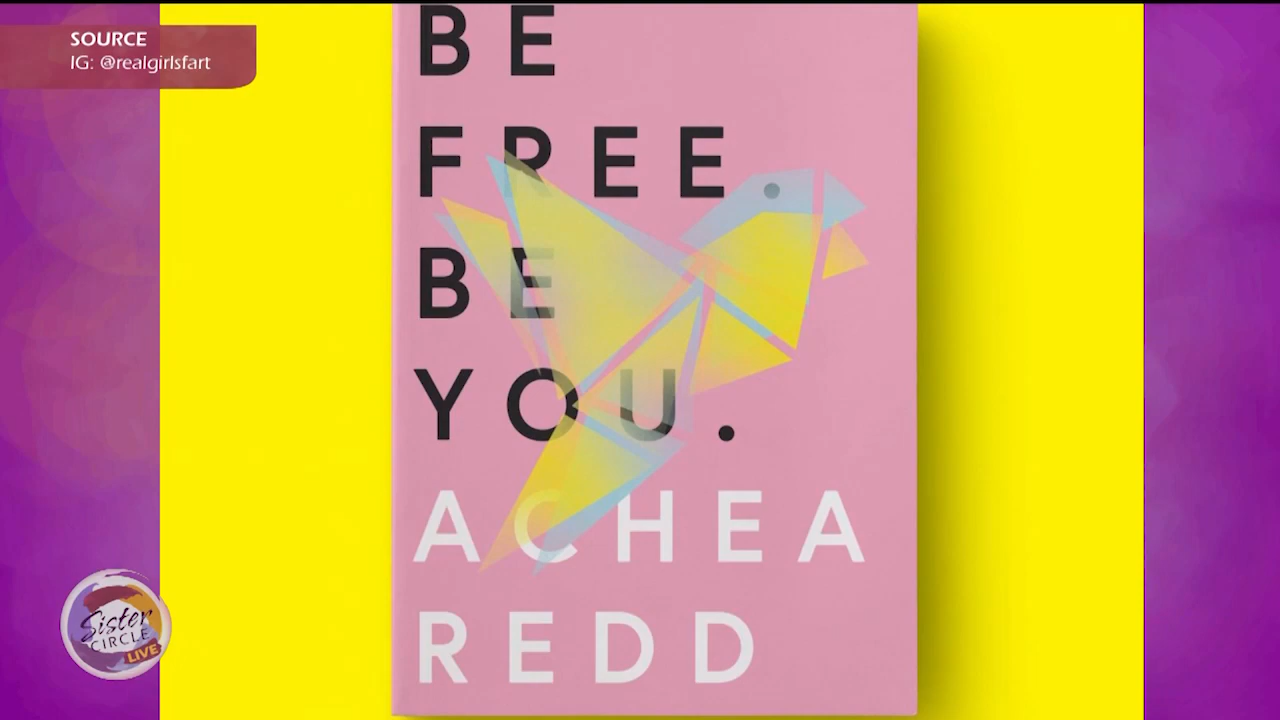 SOURCE
IG: @realgirlsfart
BE
FREE.
BE
YOU.
ACHEA
REDD
Sister
CIRCLE
LIVE